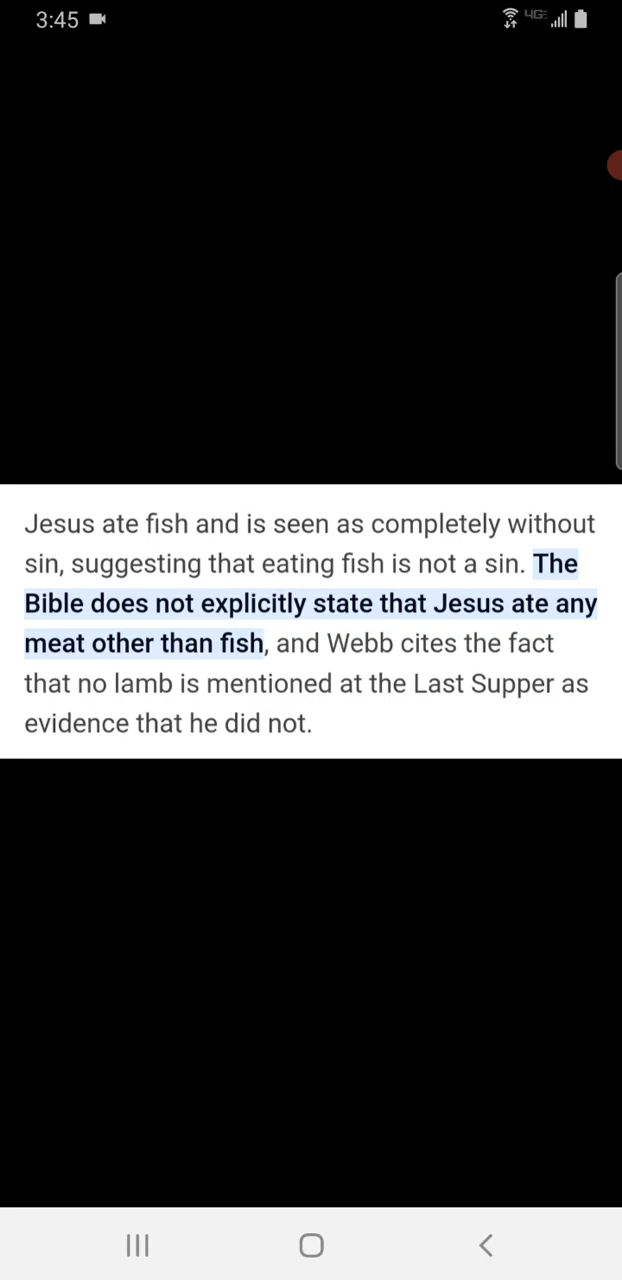 3:45 4GE
Jesus ate fish and is seen as completely without
sin, suggesting that eating fish is not a sin. The
Bible does not explicitly state that Jesus ate any
meat other than fish, and Webb cites the fact
that no lamb is mentioned at the Last Supper as
evidence that he did not.